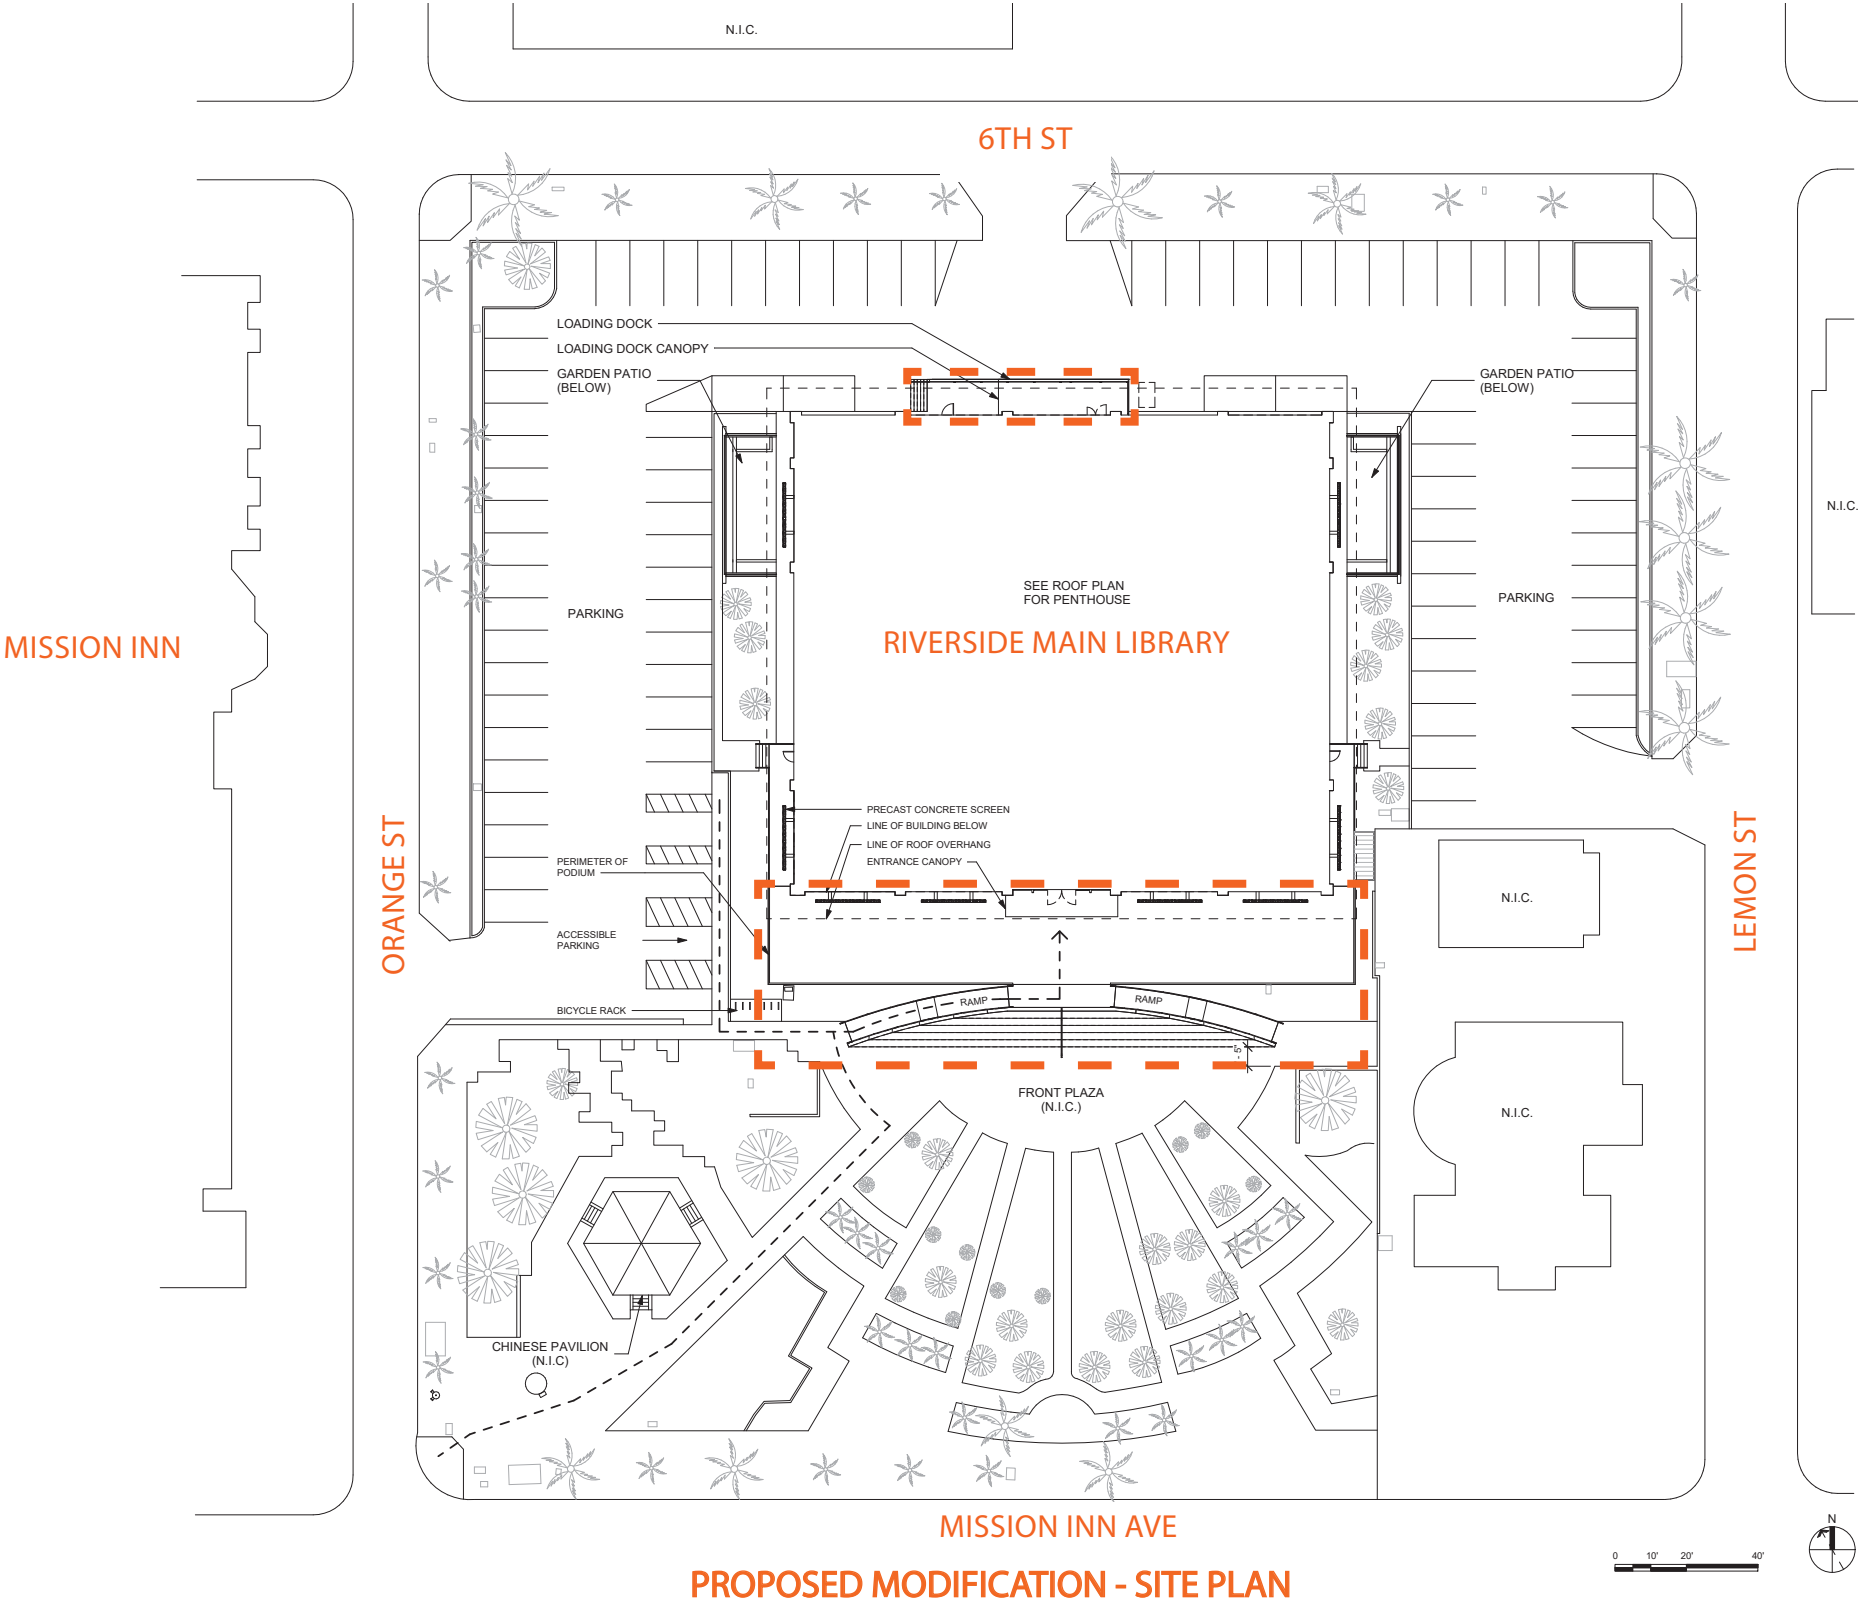 N.I.C.
6TH ST
LOADING DOCK
LOADING DOCK CANOPY
GARDEN PATIO
(BELOW)
GARDEN PATIO
(BELOW)
N.I.C.
SEE ROOF PLAN
FOR PENTHOUSE
PARKING
PARKING
MISSION INN
RIVERSIDE MAIN LIBRARY
PRECAST CONCRETE SCREEN
LINE OF BUILDING BELOW
LINE OF ROOF OVERHANG
ENTRANCE CANOPY
PERIMETER OF
PODIUM
ORANGE ST
LEMON ST
N.I.C.
ACCESSIBLE
PARKING
RAMP
RAMP
BICYCLE RACK
- 5"
FRONT PLAZA
(N.I.C.)
N.I.C.
CHINESE PAVILION
(N.I.C)
MISSION INN AVE
N
0 10' 20' 40'
PROPOSED MODIFICATION - SITE PLAN